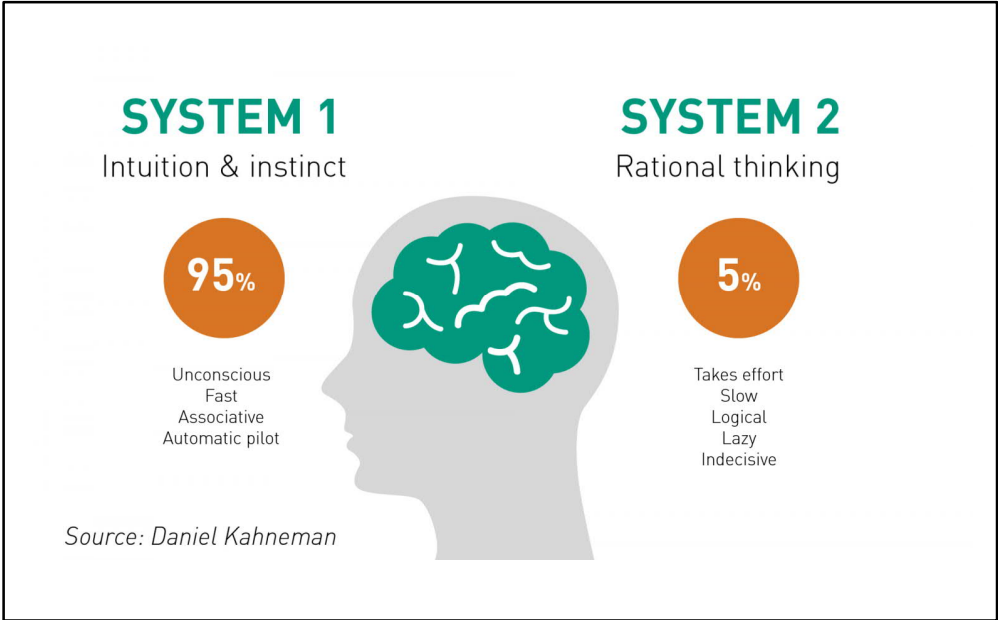 SYSTEM 1
Intuition & instinct
95%
Unconscious
Fast
Associative
Automatic pilot
SYSTEM 2
Rational thinking
5%
Takes effort
Slow
Logical
Lazy
Indecisive
Source: Daniel Kahneman